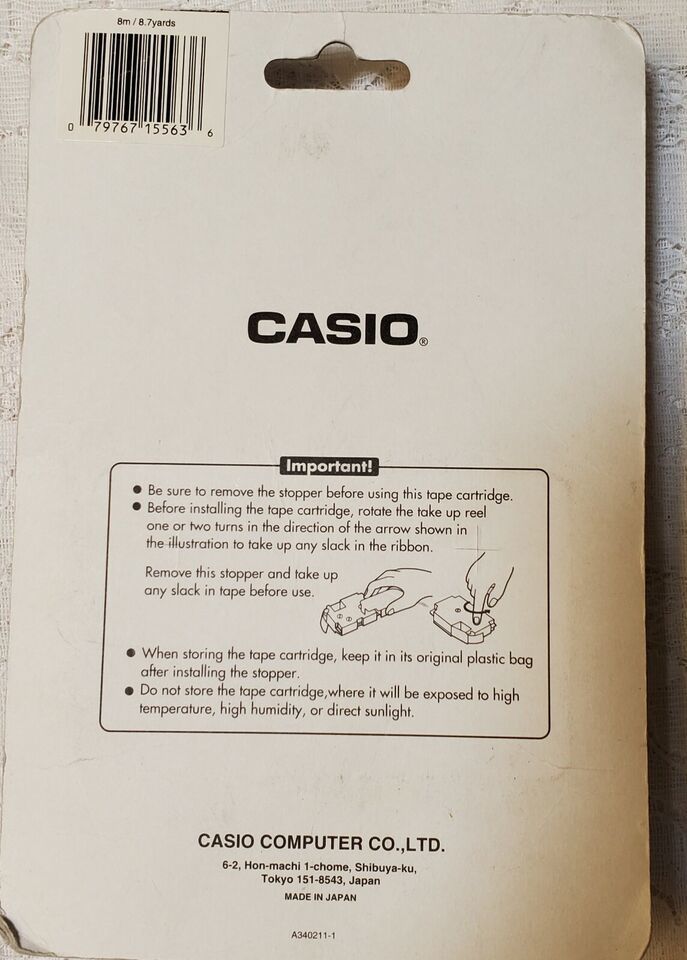 8m / 8.7yards
0 79767 15563 6
CASIO®
Important!
● Be sure to remove the stopper before using this tape cartridge.
● Before installing the tape cartridge, rotate the take up reel
one or two turns in the direction of the arrow shown in
the illustration to take up any slack in the ribbon.
Remove this stopper and take up
any slack in tape before use.
● When storing the tape cartridge, keep it in its original plastic bag
after installing the stopper.
● Do not store the tape cartridge,where it will be exposed to high
temperature, high humidity, or direct sunlight.
CASIO COMPUTER CO.,LTD.
6-2, Hon-machi 1-chome, Shibuya-ku,
Tokyo 151-8543, Japan
MADE IN JAPAN
A340211-1